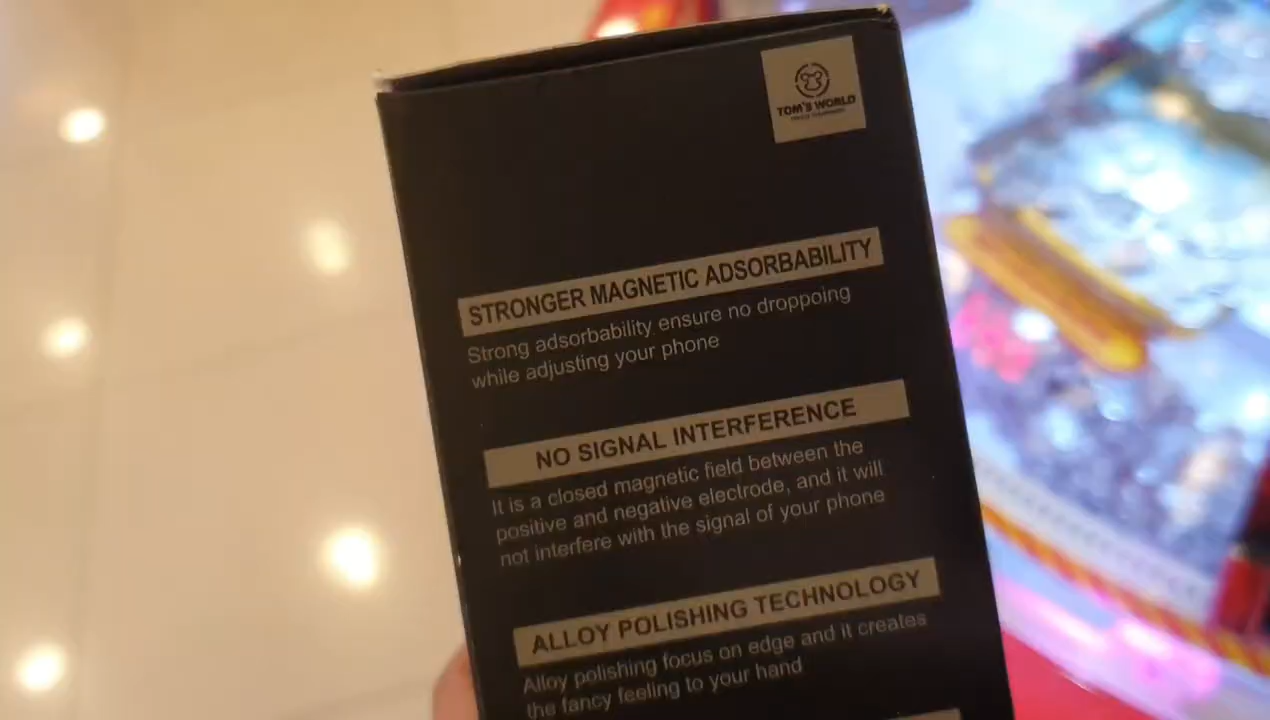 TOM'S WORLD
STRONGER MAGNETIC ADSORBABILITY
Strong adsorbability ensure no droppoing
while adjusting your phone
NO SIGNAL INTERFERENCE
It is a closed magnetic field between the
positive and negative electrode, and it will
not interfere with the signal of your phone
ALLOY POLISHING TECHNOLOGY
Alloy polishing focus on edge and it creates
the fancy feeling to your hand